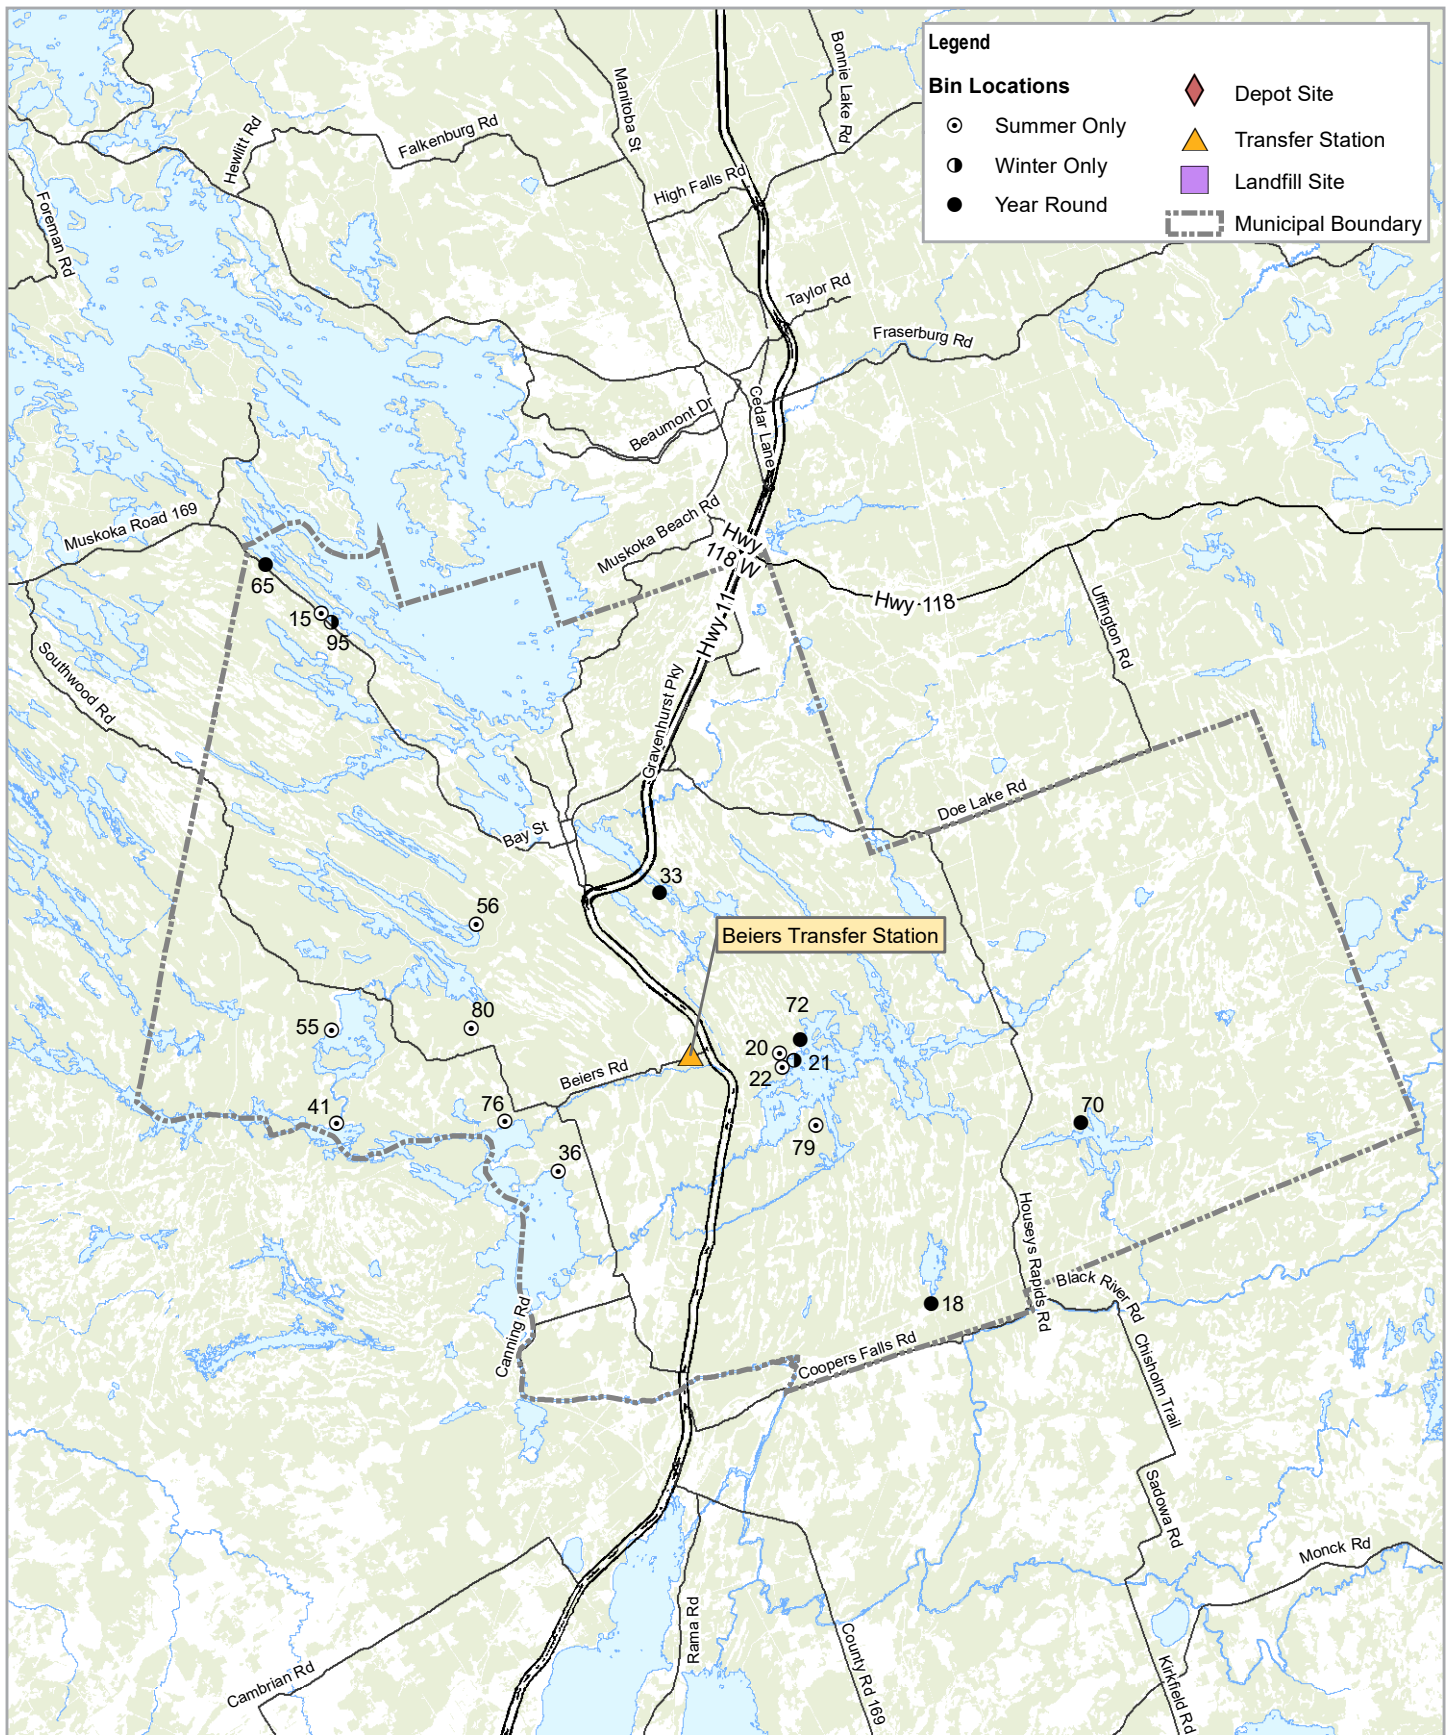 Legend
Bin Locations
Summer Only
Winter Only
Year Round
Depot Site
Transfer Station
Landfill Site
Municipal Boundary
Bonnie Lake Rd
Manitoba St
Hewlitt Rd
Falkenburg Rd
High Falls Rd
Foreman Rd
Taylor Rd
Fraserburg Rd
Cedar Lane
Beaumont Dr
Muskoka Road 169
Muskoka Beach Rd
Hwy
118 W
65
15
95
Hwy 11
Hwy 118
Uffington Rd
Southwood Rd
Gravenhurst Pky
Doe Lake Rd
Bay St
33
56
Beiers Transfer Station
72
80
55
20
21
22
Beiers Rd
41
76
70
79
36
Houseys Rapids Rd
Black River Rd
18
Canning Rd
Coopers Falls Rd
Chisholm Trail
Sadowa Rd
Monck Rd
Rama Rd
County Rd 169
Kirkfield Rd
Cambrian Rd